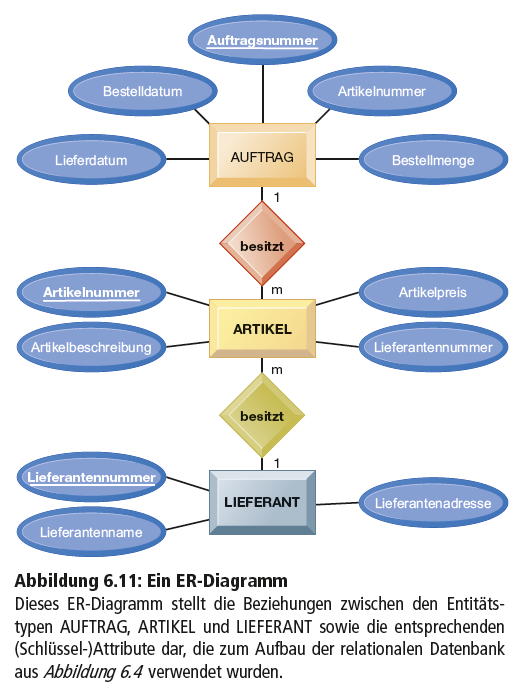 Auftragsnummer
Bestelldatum
Artikelnummer
Lieferdatum
AUFTRAG
Bestellmenge
1
besitzt
m
Artikelnummer
Artikelpreis
ARTIKEL
Artikelbeschreibung
Lieferantennummer
m
besitzt
1
Lieferantennummer
LIEFERANT
Lieferantenadresse
Lieferantenname
Abbildung 6.11: Ein ER-Diagramm
Dieses ER-Diagramm stellt die Beziehungen zwischen den Entitäts-
typen AUFTRAG, ARTIKEL und LIEFERANT sowie die entsprechenden
(Schlüssel-)Attribute dar, die zum Aufbau der relationalen Datenbank
aus Abbildung 6.4 verwendet wurden.